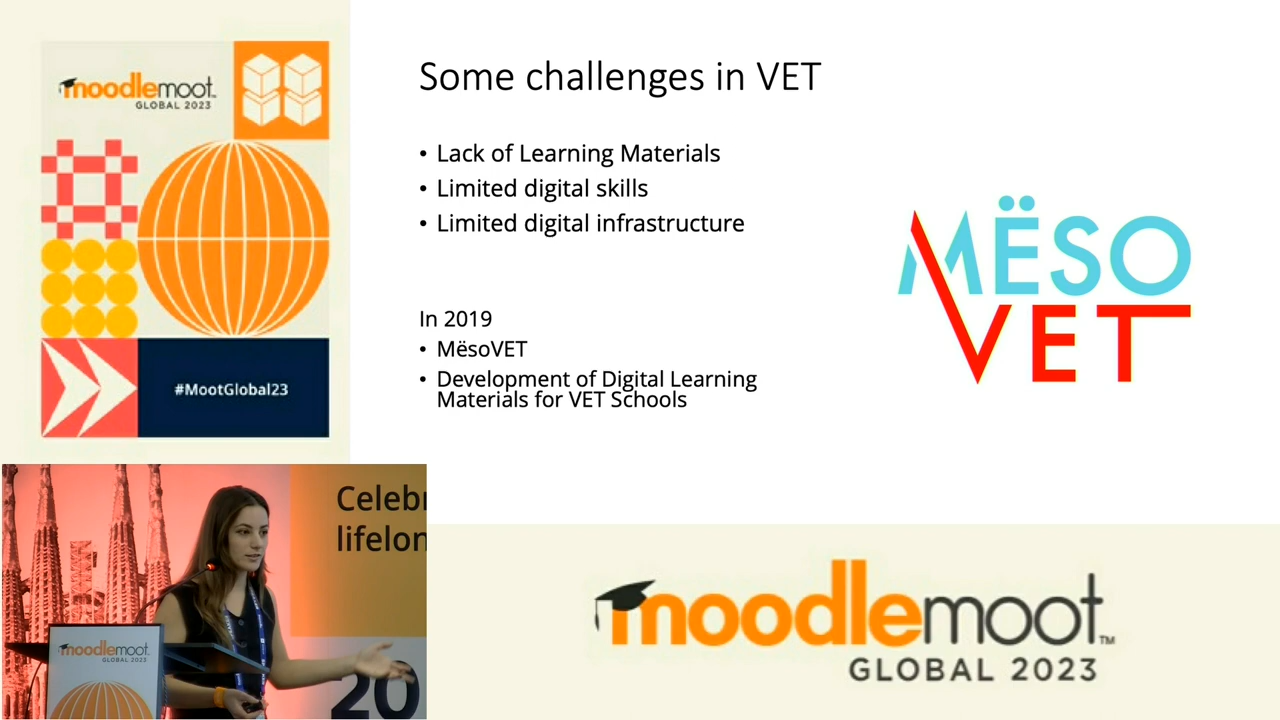 moodlemoot
GLOBAL 2023
#MootGlobal23
Some challenges in VET
• Lack of Learning Materials
• Limited digital skills
• Limited digital infrastructure
In 2019
• MësoVET
• Development of Digital Learning
Materials for VET Schools
MËSO
VET
Celebr
lifelon
20
moodlemoot
GLOBAL 2023
moodlemoot™
GLOBAL 2023